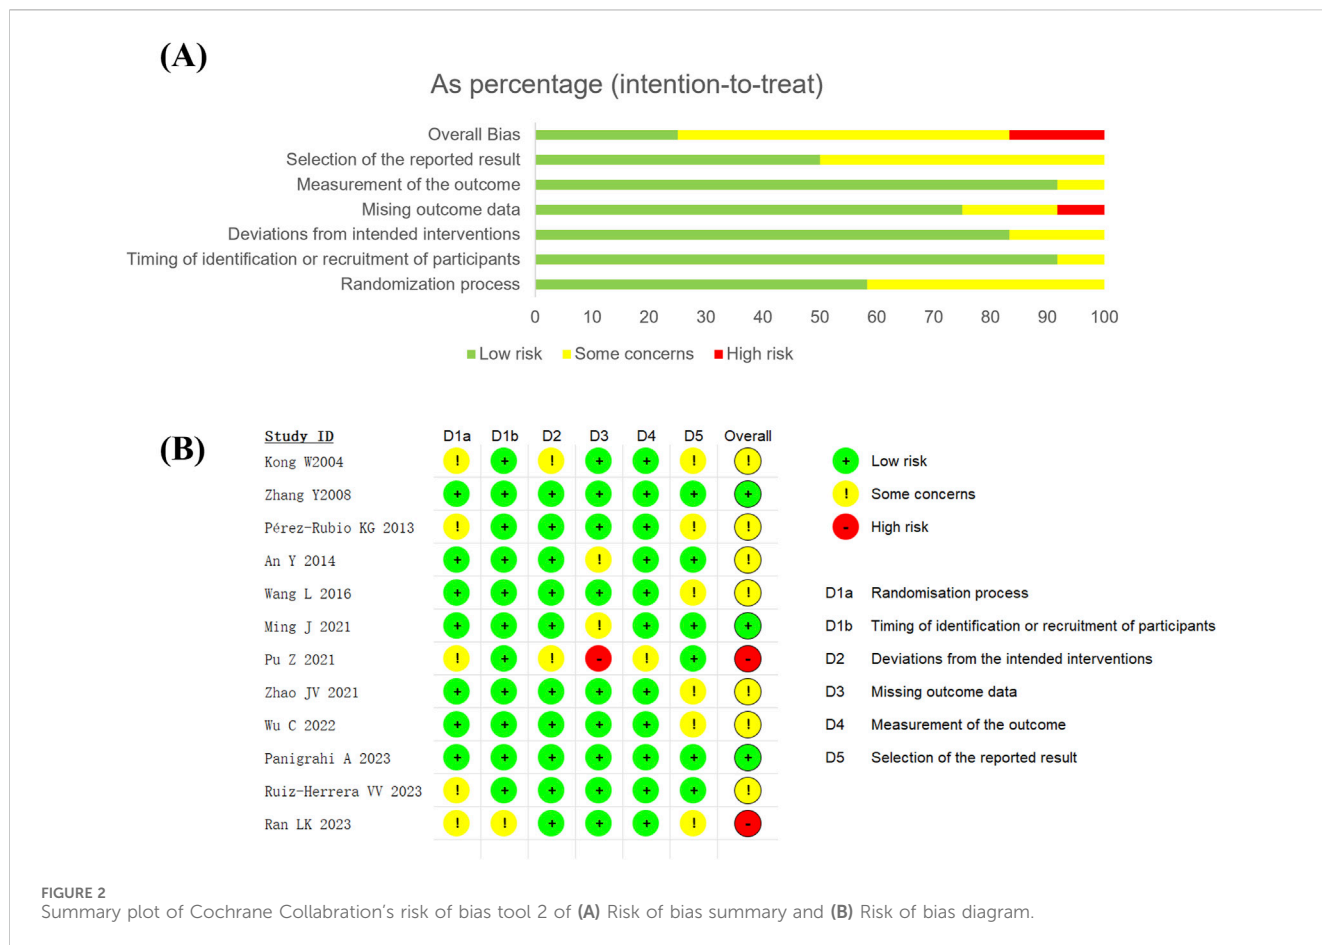 (A)
As percentage (intention-to-treat)
Overall Bias
Selection of the reported result
Measurement of the outcome
Mising outcome data
Deviations from intended interventions
Timing of identification or recruitment of participants
Randomization process
0 10 20 30 40 50 60 70 80 90 100
Low risk Some concerns High risk
(B)
Study ID D1a D1b D2 D3 D4 D5 Overall
Kong W2004 ! + ! + + ! !
Zhang Y2008 + + + + + + +
Pérez-Rubio KG 2013 ! + + + + ! !
An Y 2014 + + + ! + + !
Wang L 2016 + + + + + ! !
Ming J 2021 + + + ! + + +
Pu Z 2021 ! + ! - ! + -
Zhao JV 2021 + + + + + ! !
Wu C 2022 + + + + + ! !
Panigrahi A 2023 + + + + + + +
Ruiz-Herrera VV 2023 ! + + + + + !
Ran LK 2023 ! ! + + + ! -
+ Low risk
! Some concerns
- High risk
D1a Randomisation process
D1b Timing of identification or recruitment of participants
D2 Deviations from the intended interventions
D3 Missing outcome data
D4 Measurement of the outcome
D5 Selection of the reported result
FIGURE 2
Summary plot of Cochrane Collabration's risk of bias tool 2 of (A) Risk of bias summary and (B) Risk of bias diagram.